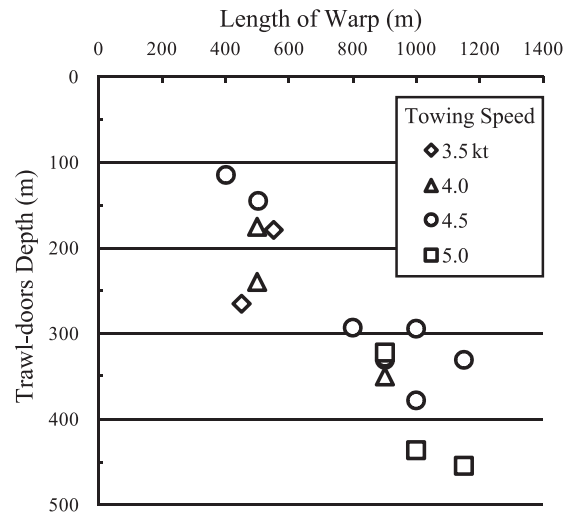 Length of Warp (m)
0 200 400 600 800 1000 1200 1400
0
100
200
300
400
500
Trawl-doors Depth (m)
Towing Speed
3.5 kt
4.0
4.5
5.0